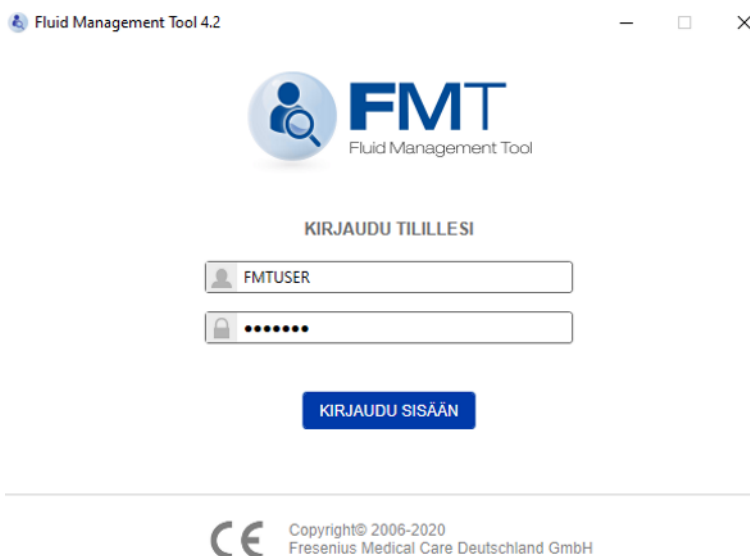 Fluid Management Tool 4.2
FMT
Fluid Management Tool
KIRJAUDU TILILLESI
FMTUSER
•••••••
KIRJAUDU SISÄÄN
CE
Copyright© 2006-2020
Fresenius Medical Care Deutschland GmbH